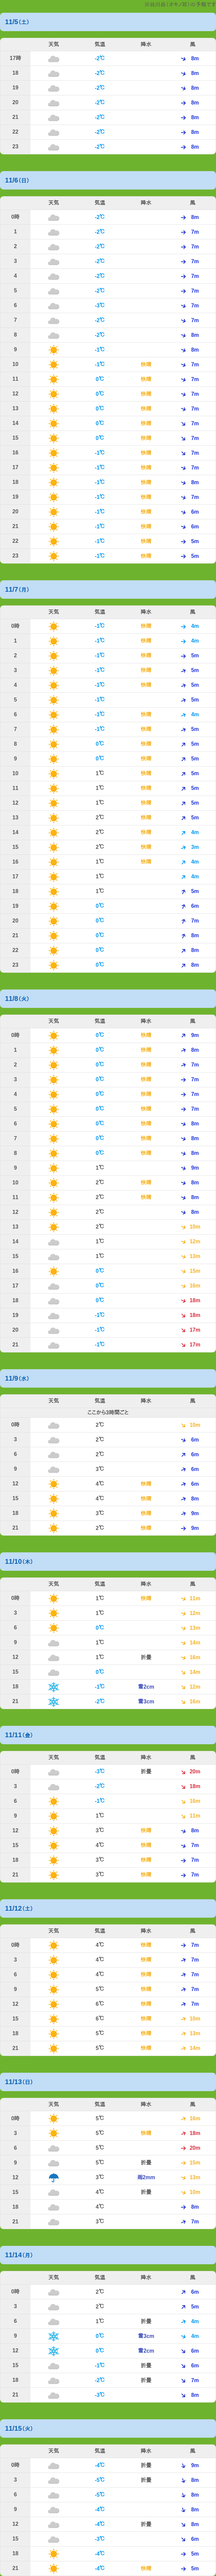 11/5(土)
天気 気温 降水 風
17時 -2℃ 8m
18 -2℃ 8m
19 -2℃ 8m
20 -2℃ 8m
21 -2℃ 8m
22 -2℃ 8m
23 -2℃ 8m
11/6(日)
天気 気温 降水 風
0時 -2℃ 8m
1 -2℃ 7m
2 -2℃ 7m
3 -2℃ 7m
4 -2℃ 7m
5 -2℃ 7m
6 -3℃ 7m
7 -2℃ 7m
8 -2℃ 8m
9 -1℃ 8m
10 -1℃ 快晴 7m
11 0℃ 快晴 7m
12 0℃ 快晴 7m
13 0℃ 快晴 7m
14 0℃ 快晴 7m
15 0℃ 快晴 7m
16 -1℃ 快晴 7m
17 -1℃ 快晴 7m
18 -1℃ 快晴 8m
19 -1℃ 快晴 7m
20 -1℃ 快晴 6m
21 -1℃ 快晴 6m
22 -1℃ 快晴 5m
23 -1℃ 快晴 5m
11/7(月)
天気 気温 降水 風
0時 -1℃ 快晴 4m
1 -1℃ 快晴 4m
2 -1℃ 快晴 5m
3 -1℃ 快晴 5m
4 -1℃ 快晴 5m
5 -1℃ 5m
6 -1℃ 快晴 4m
7 -1℃ 快晴 5m
8 0℃ 快晴 5m
9 0℃ 快晴 5m
10 1℃ 快晴 5m
11 1℃ 快晴 5m
12 1℃ 快晴 5m
13 2℃ 快晴 5m
14 2℃ 快晴 4m
15 2℃ 快晴 3m
16 1℃ 快晴 4m
17 1℃ 4m
18 1℃ 5m
19 0℃ 快晴 6m
20 0℃ 快晴 7m
21 0℃ 快晴 8m
22 0℃ 快晴 8m
23 0℃ 快晴 8m
11/8(火)
天気 気温 降水 風
0時 0℃ 快晴 9m
1 0℃ 快晴 8m
2 0℃ 快晴 7m
3 0℃ 快晴 7m
4 0℃ 快晴 7m
5 0℃ 快晴 7m
6 0℃ 快晴 8m
7 0℃ 快晴 8m
8 0℃ 快晴 8m
9 1℃ 9m
10 2℃ 快晴 8m
11 2℃ 快晴 8m
12 2℃ 8m
13 2℃ 10m
14 1℃ 12m
15 1℃ 13m
16 0℃ 15m
17 0℃ 16m
18 0℃ 18m
19 -1℃ 18m
20 -1℃ 17m
21 -1℃ 17m
11/9(水)
天気 気温 降水 風
ここから3時間ごと
0時 2℃ 10m
3 2℃ 6m
6 2℃ 6m
9 3℃ 6m
12 4℃ 快晴 6m
15 4℃ 快晴 8m
18 3℃ 快晴 9m
21 2℃ 快晴 9m
11/10(木)
天気 気温 降水 風
0時 1℃ 快晴 11m
3 1℃ 12m
6 0℃ 13m
9 1℃ 14m
12 1℃ 折曇 16m
15 0℃ 14m
18 -1℃ 雪2cm 12m
21 -2℃ 雪3cm 16m
11/11(金)
天気 気温 降水 風
0時 -3℃ 折曇 20m
3 -2℃ 18m
6 -1℃ 16m
9 1℃ 11m
12 3℃ 快晴 8m
15 4℃ 快晴 7m
18 3℃ 快晴 7m
21 3℃ 快晴 7m
11/12(土)
天気 気温 降水 風
0時 4℃ 快晴 7m
3 4℃ 快晴 7m
6 4℃ 快晴 7m
9 5℃ 快晴 7m
12 6℃ 快晴 7m
15 6℃ 快晴 10m
18 5℃ 快晴 13m
21 5℃ 快晴 14m
11/13(日)
天気 気温 降水 風
0時 5℃ 16m
3 5℃ 快晴 18m
6 5℃ 20m
9 5℃ 折曇 15m
12 3℃ 雨2mm 13m
15 4℃ 折曇 10m
18 4℃ 8m
21 3℃ 7m
11/14(月)
天気 気温 降水 風
0時 2℃ 6m
3 2℃ 5m
6 1℃ 折曇 4m
9 0℃ 雪3cm 4m
12 0℃ 雪2cm 6m
15 -1℃ 折曇 6m
18 -2℃ 折曇 7m
21 -3℃ 8m
11/15(火)
天気 気温 降水 風
0時 -4℃ 折曇 9m
3 -5℃ 折曇 8m
6 -5℃ 8m
9 -4℃ 8m
12 -4℃ 折曇 8m
15 -3℃ 6m
18 -4℃ 5m
21 -4℃ 快晴 5m